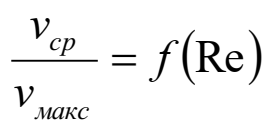 v_ср / v_макс = f(Re)